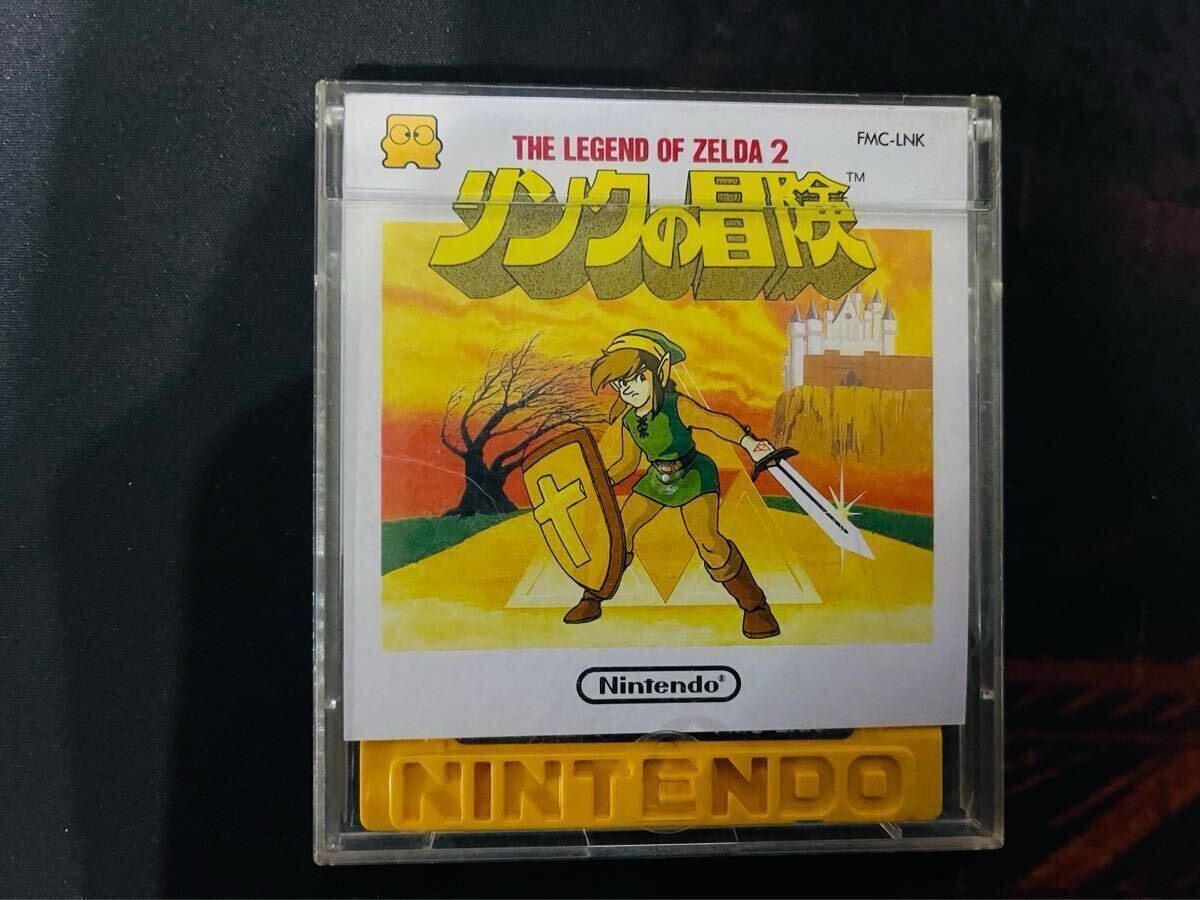 THE LEGEND OF ZELDA 2
FMC-LNK
リンクの冒険™
Nintendo®
NINTENDO